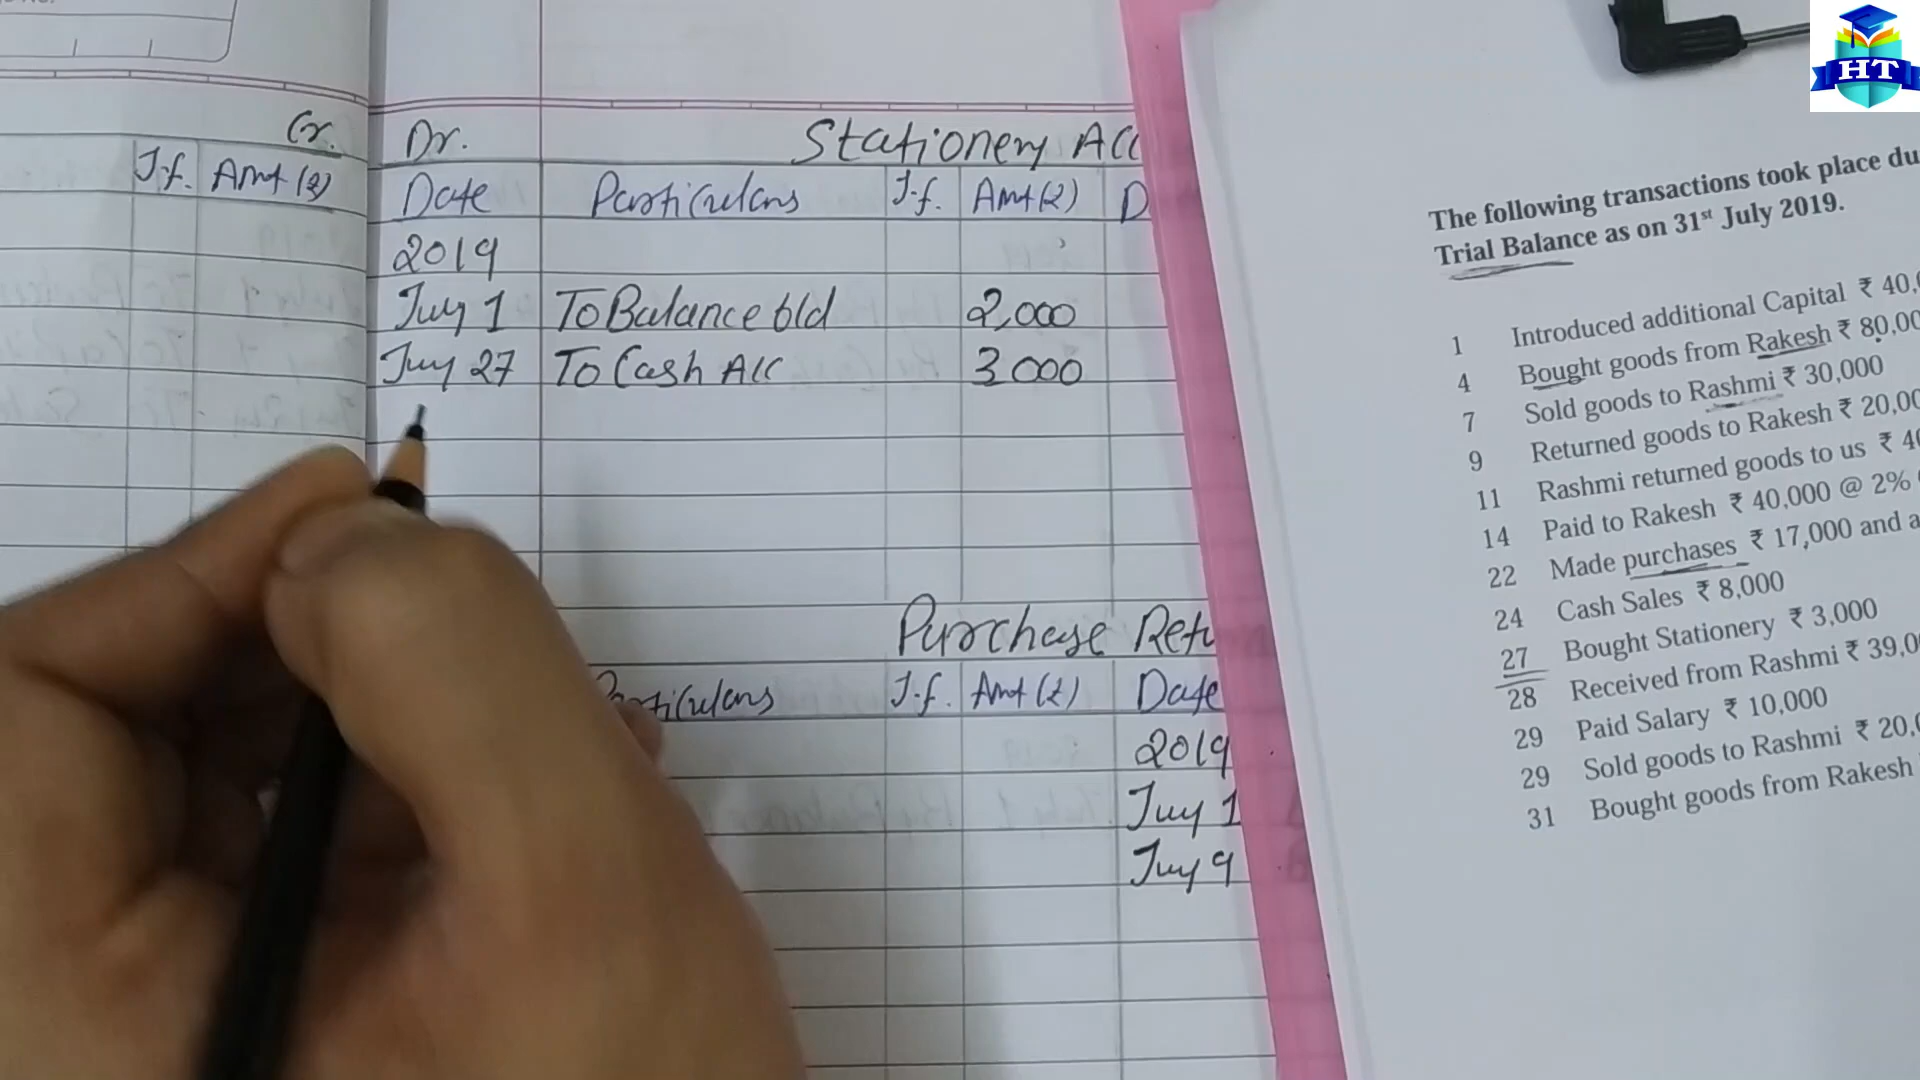 Cr.
J.f. Amt (₹)
Dr. Stationery A/c
Date Particulars J.f. Amt (₹) D
2019
July 1 To Balance b/d 2,000
July 27 To Cash A/c 3000
Purchase Retu
Particulars J.f. Amt (₹) Date
2019
July 1
July 9
HT
The following transactions took place du
Trial Balance as on 31st July 2019.
1 Introduced additional Capital ₹ 40,0
4 Bought goods from Rakesh ₹ 80,00
7 Sold goods to Rashmi ₹ 30,000
9 Returned goods to Rakesh ₹ 20,00
11 Rashmi returned goods to us ₹ 40
14 Paid to Rakesh ₹ 40,000 @ 2%
22 Made purchases ₹ 17,000 and a
24 Cash Sales ₹ 8,000
27 Bought Stationery ₹ 3,000
28 Received from Rashmi ₹ 39,0
29 Paid Salary ₹ 10,000
29 Sold goods to Rashmi ₹ 20,0
31 Bought goods from Rakesh